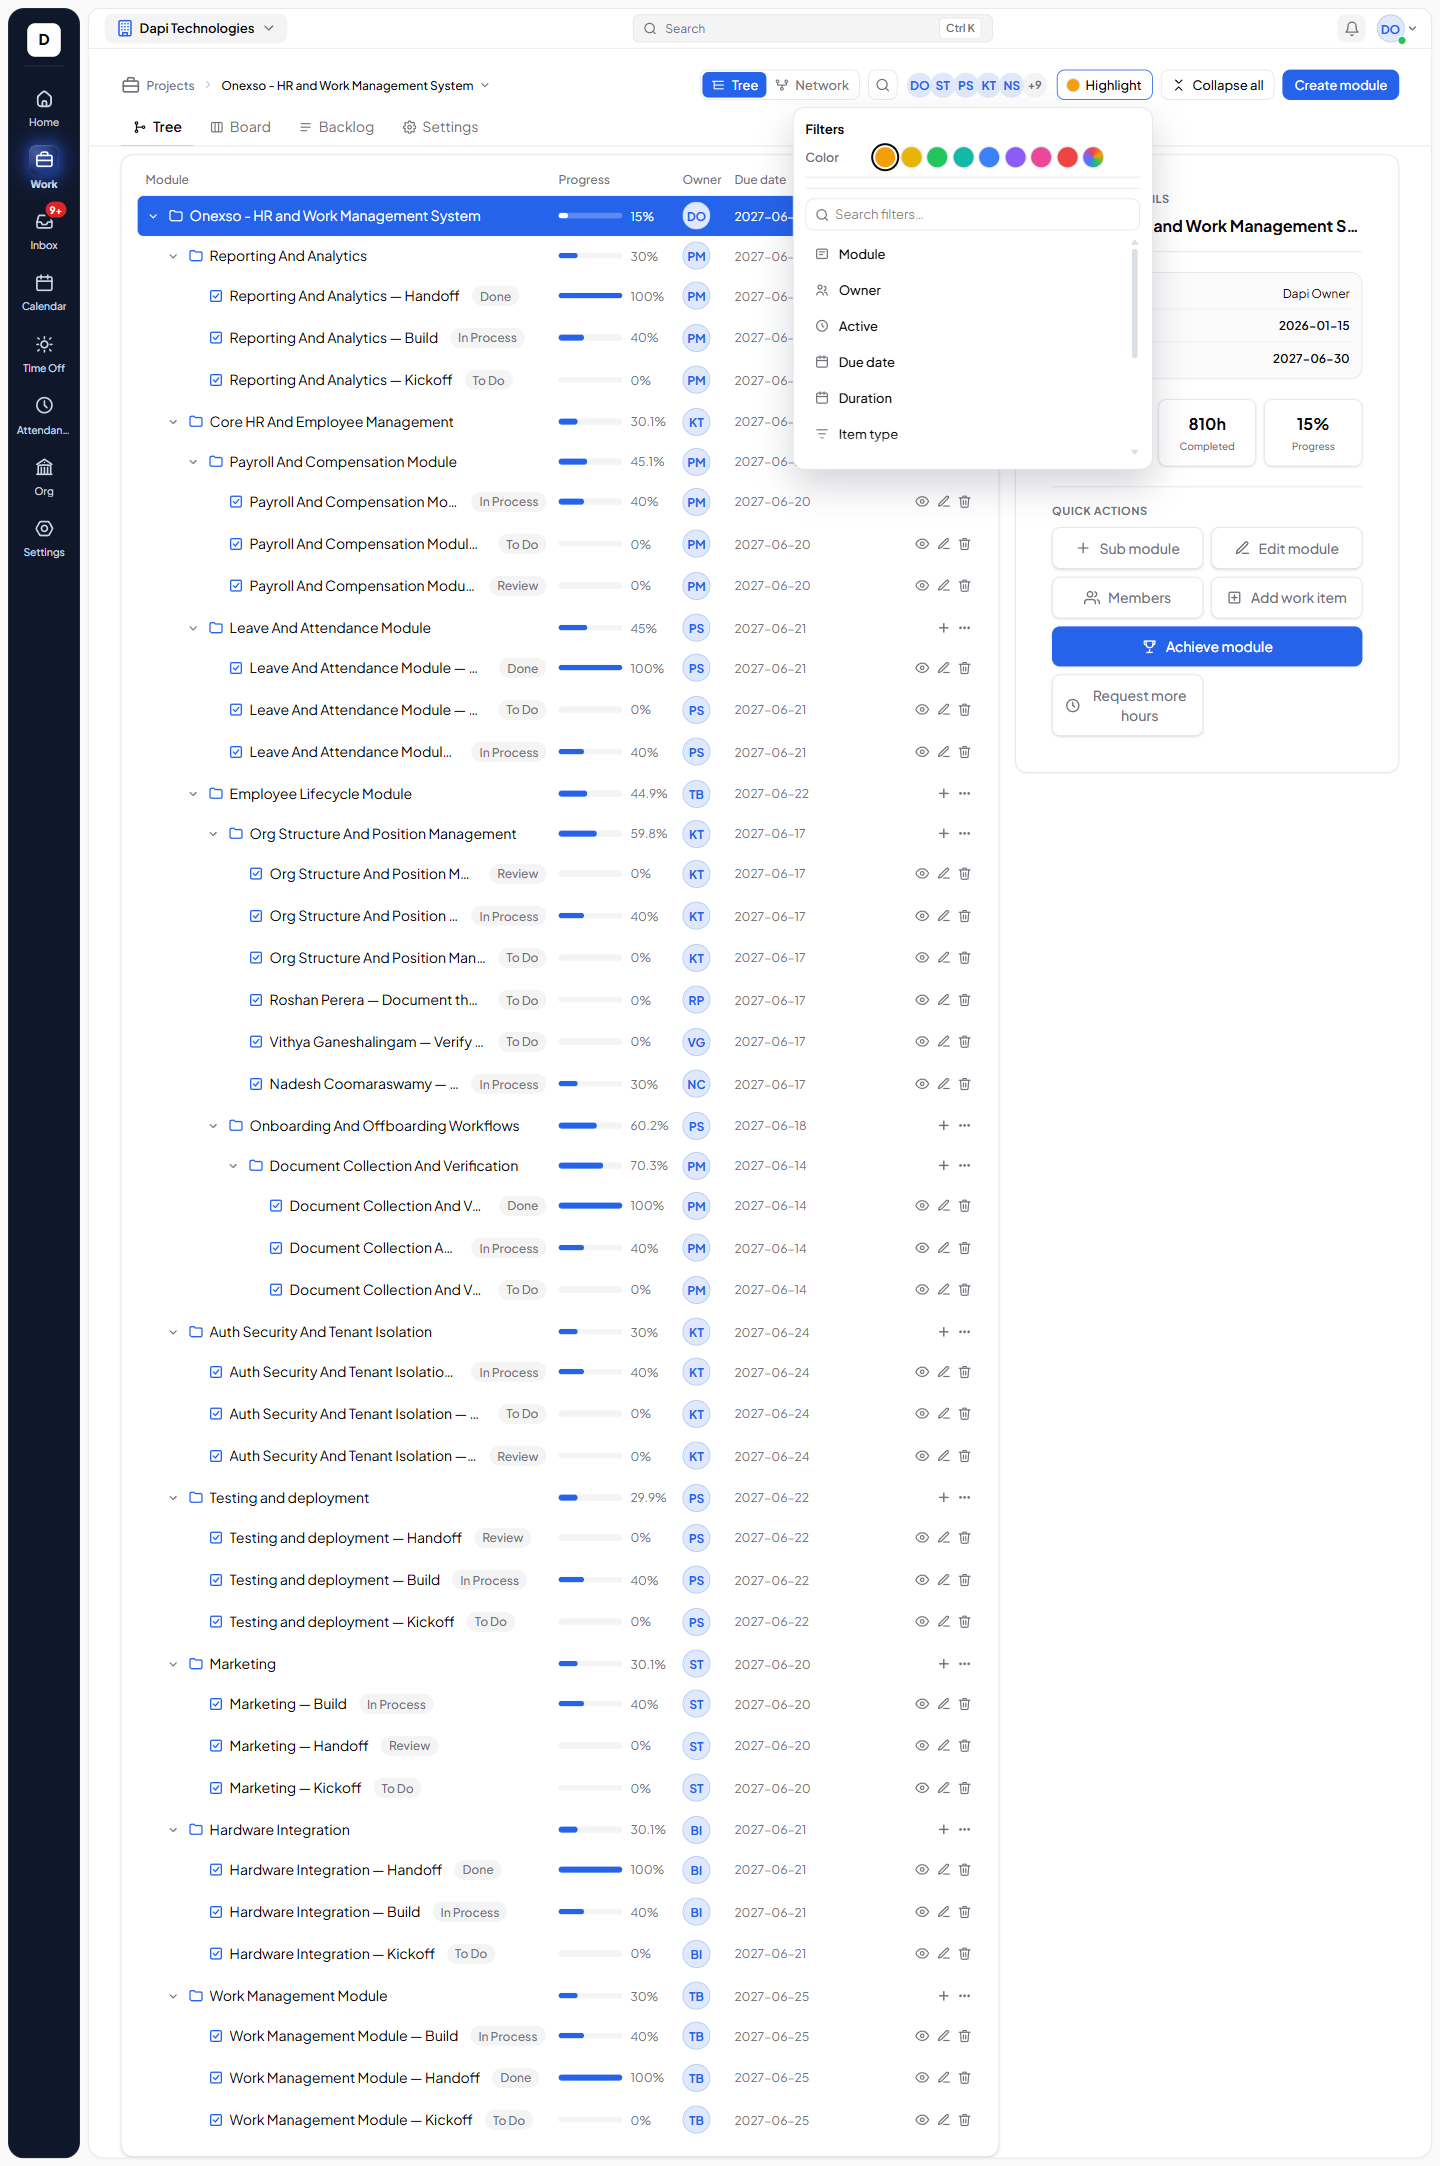 D
Dapi Technologies
Search
Ctrl K
DO
Home
Work
9+
Inbox
Calendar
Time Off
Attendan...
Org
Settings
Projects
Onexso - HR and Work Management System
Tree
Network
DO ST PS KT NS +9
Highlight
Collapse all
Create module
Tree
Board
Backlog
Settings
Filters
Color
Search filters...
Module
Owner
Active
Due date
Duration
Item type
Module Progress Owner Due date
Onexso - HR and Work Management System 15% DO 2027-06-
Reporting And Analytics 30% PM 2027-06-
Reporting And Analytics — Handoff Done 100% PM 2027-06-
Reporting And Analytics — Build In Process 40% PM 2027-06-
Reporting And Analytics — Kickoff To Do 0% PM 2027-06-
Core HR And Employee Management 30.1% KT 2027-06-
Payroll And Compensation Module 45.1% PM 2027-06-
Payroll And Compensation Mo... In Process 40% PM 2027-06-20
Payroll And Compensation Modul... To Do 0% PM 2027-06-20
Payroll And Compensation Modu... Review 0% PM 2027-06-20
Leave And Attendance Module 45% PS 2027-06-21
Leave And Attendance Module — ... Done 100% PS 2027-06-21
Leave And Attendance Module — ... To Do 0% PS 2027-06-21
Leave And Attendance Modul... In Process 40% PS 2027-06-21
Employee Lifecycle Module 44.9% TB 2027-06-22
Org Structure And Position Management 59.8% KT 2027-06-17
Org Structure And Position M... Review 0% KT 2027-06-17
Org Structure And Position ... In Process 40% KT 2027-06-17
Org Structure And Position Man... To Do 0% KT 2027-06-17
Roshan Perera — Document th... To Do 0% RP 2027-06-17
Vithya Ganeshalingam — Verify ... To Do 0% VG 2027-06-17
Nadesh Coomaraswamy — ... In Process 30% NC 2027-06-17
Onboarding And Offboarding Workflows 60.2% PS 2027-06-18
Document Collection And Verification 70.3% PM 2027-06-14
Document Collection And V... Done 100% PM 2027-06-14
Document Collection A... In Process 40% PM 2027-06-14
Document Collection And V... To Do 0% PM 2027-06-14
Auth Security And Tenant Isolation 30% KT 2027-06-24
Auth Security And Tenant Isolatio... In Process 40% KT 2027-06-24
Auth Security And Tenant Isolation — ... To Do 0% KT 2027-06-24
Auth Security And Tenant Isolation —... Review 0% KT 2027-06-24
Testing and deployment 29.9% PS 2027-06-22
Testing and deployment — Handoff Review 0% PS 2027-06-22
Testing and deployment — Build In Process 40% PS 2027-06-22
Testing and deployment — Kickoff To Do 0% PS 2027-06-22
Marketing 30.1% ST 2027-06-20
Marketing — Build In Process 40% ST 2027-06-20
Marketing — Handoff Review 0% ST 2027-06-20
Marketing — Kickoff To Do 0% ST 2027-06-20
Hardware Integration 30.1% BI 2027-06-21
Hardware Integration — Handoff Done 100% BI 2027-06-21
Hardware Integration — Build In Process 40% BI 2027-06-21
Hardware Integration — Kickoff To Do 0% BI 2027-06-21
Work Management Module 30% TB 2027-06-25
Work Management Module — Build In Process 40% TB 2027-06-25
Work Management Module — Handoff Done 100% TB 2027-06-25
Work Management Module — Kickoff To Do 0% TB 2027-06-25
ILS
and Work Management S...
Dapi Owner
2026-01-15
2027-06-30
810h
Completed
15%
Progress
QUICK ACTIONS
Sub module
Edit module
Members
Add work item
Achieve module
Request more
hours